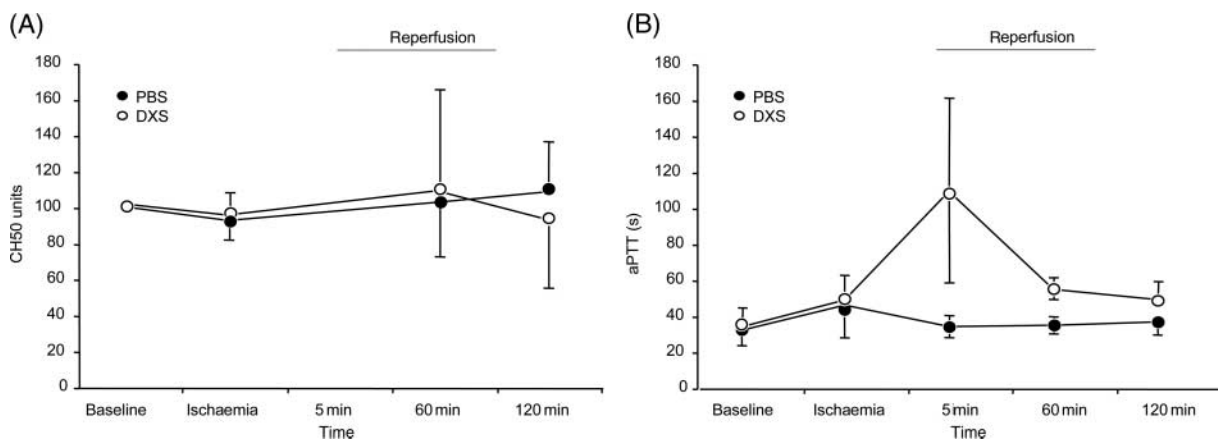 (A)
Reperfusion
180
160
140
120
100
80
60
40
20
0
CH50 units
PBS
DXS
Baseline Ischaemia 5 min 60 min 120 min
Time
(B)
Reperfusion
180
160
140
120
100
80
60
40
20
0
aPTT (s)
PBS
DXS
Baseline Ischaemia 5 min 60 min 120 min
Time